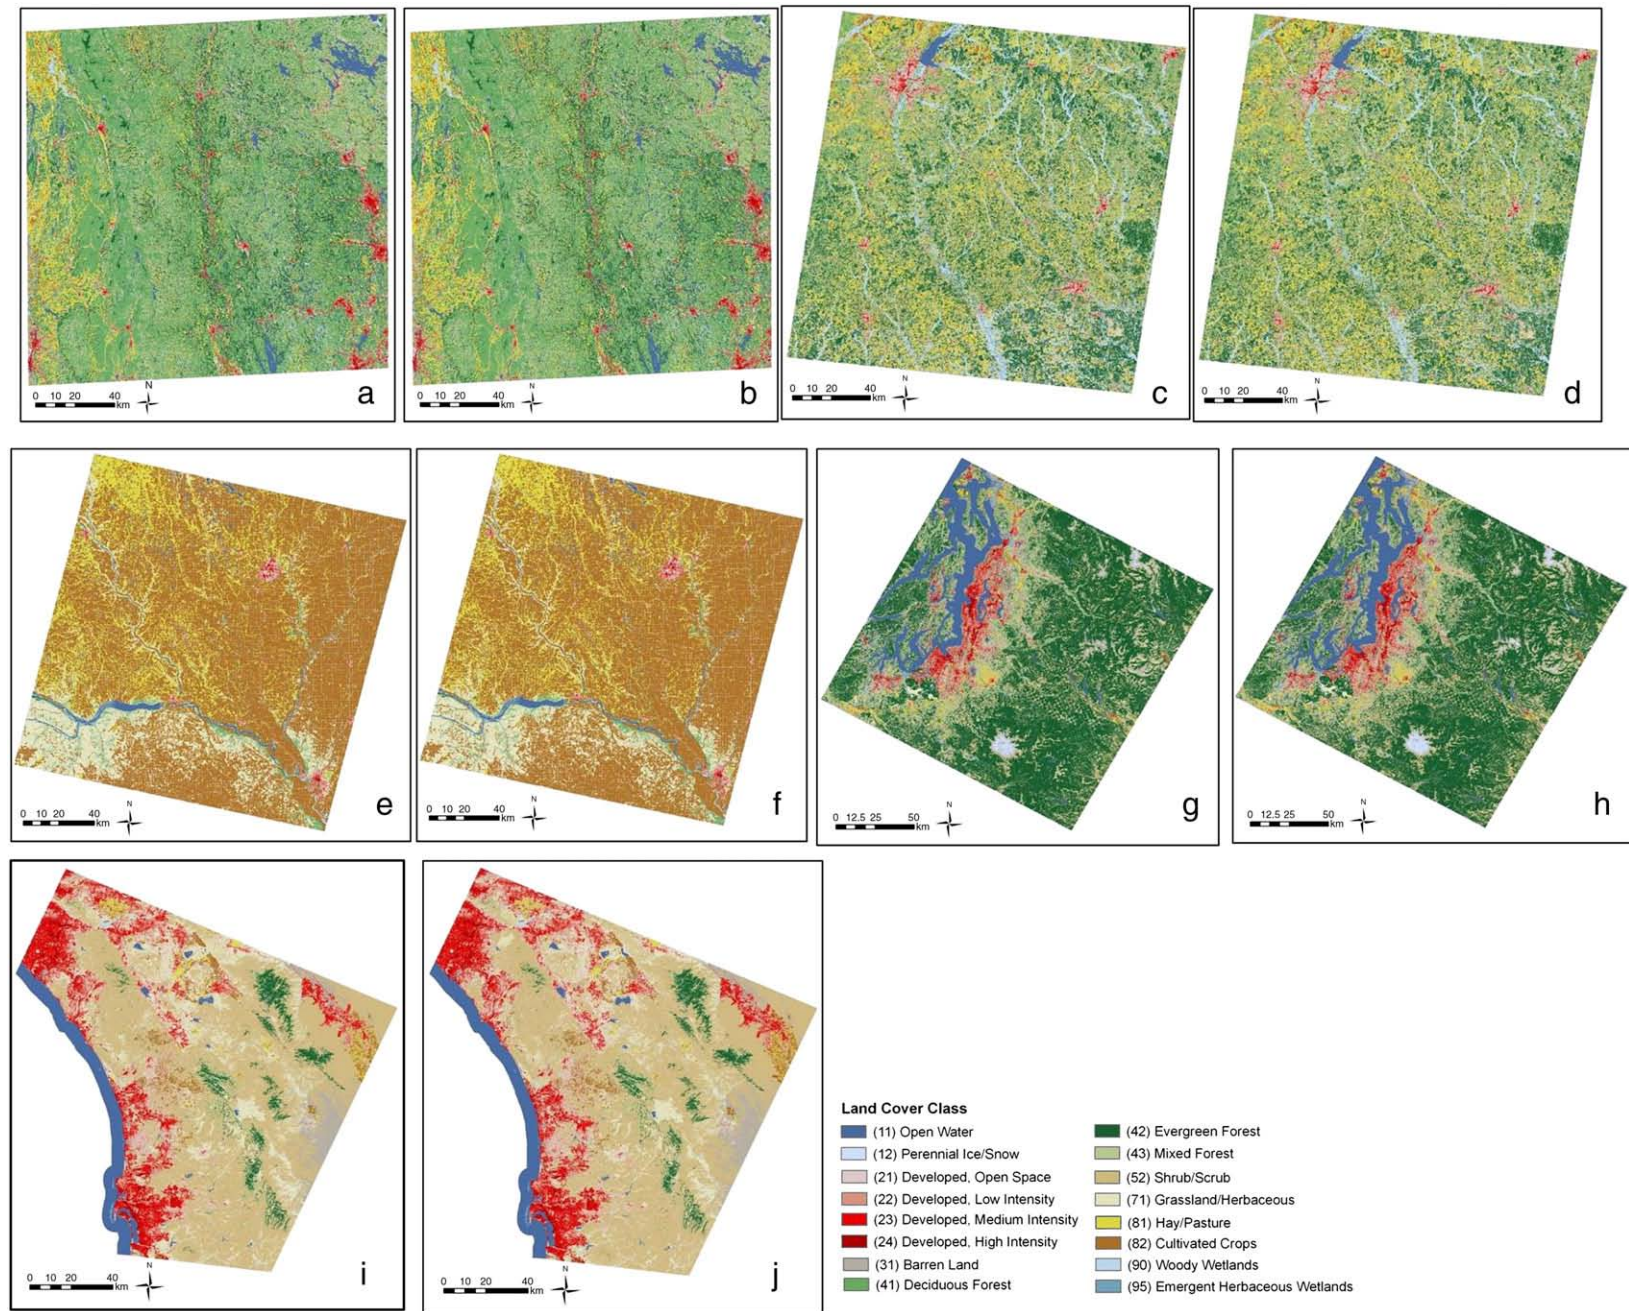 a
b
c
d
N
0 10 20 40
km
N
0 10 20 40
km
N
0 10 20 40
km
N
0 10 20 40
km
e
f
g
h
N
0 10 20 40
km
N
0 10 20 40
km
N
0 12.5 25 50
km
N
0 12.5 25 50
km
i
j
N
0 10 20 40
km
N
0 10 20 40
km
Land Cover Class
(11) Open Water
(12) Perennial Ice/Snow
(21) Developed, Open Space
(22) Developed, Low Intensity
(23) Developed, Medium Intensity
(24) Developed, High Intensity
(31) Barren Land
(41) Deciduous Forest
(42) Evergreen Forest
(43) Mixed Forest
(52) Shrub/Scrub
(71) Grassland/Herbaceous
(81) Hay/Pasture
(82) Cultivated Crops
(90) Woody Wetlands
(95) Emergent Herbaceous Wetlands